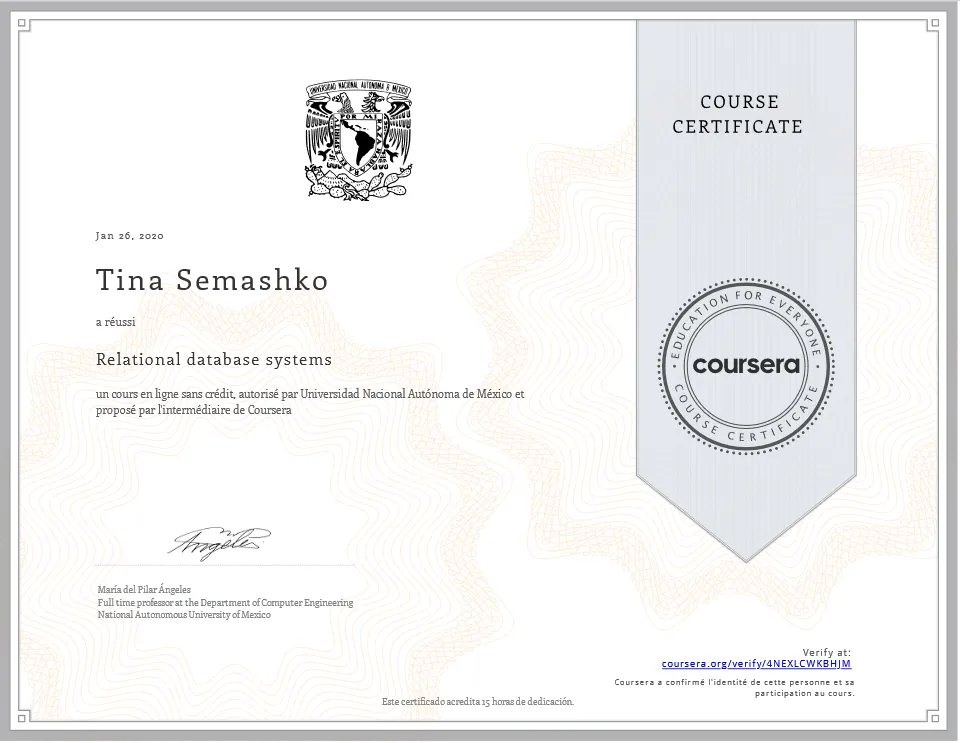 UNIVERSIDAD NACIONAL AUTONOMA
MEXICO
POR MI RAZA HABLARA
EL ESPIRITU
COURSE
CERTIFICATE
Jan 26, 2020
Tina Semashko
a réussi
Relational database systems
un cours en ligne sans crédit, autorisé par Universidad Nacional Autónoma de México et
proposé par l'intermédiaire de Coursera
EDUCATION FOR EVERYONE
coursera
COURSE CERTIFICATE
Angeles
María del Pilar Ángeles
Full time professor at the Department of Computer Engineering
National Autonomous University of Mexico
Verify at:
coursera.org/verify/4NEXLCWKBHJM
Coursera a confirmé l'identité de cette personne et sa
participation au cours.
Este certificado acredita 15 horas de dedicación.